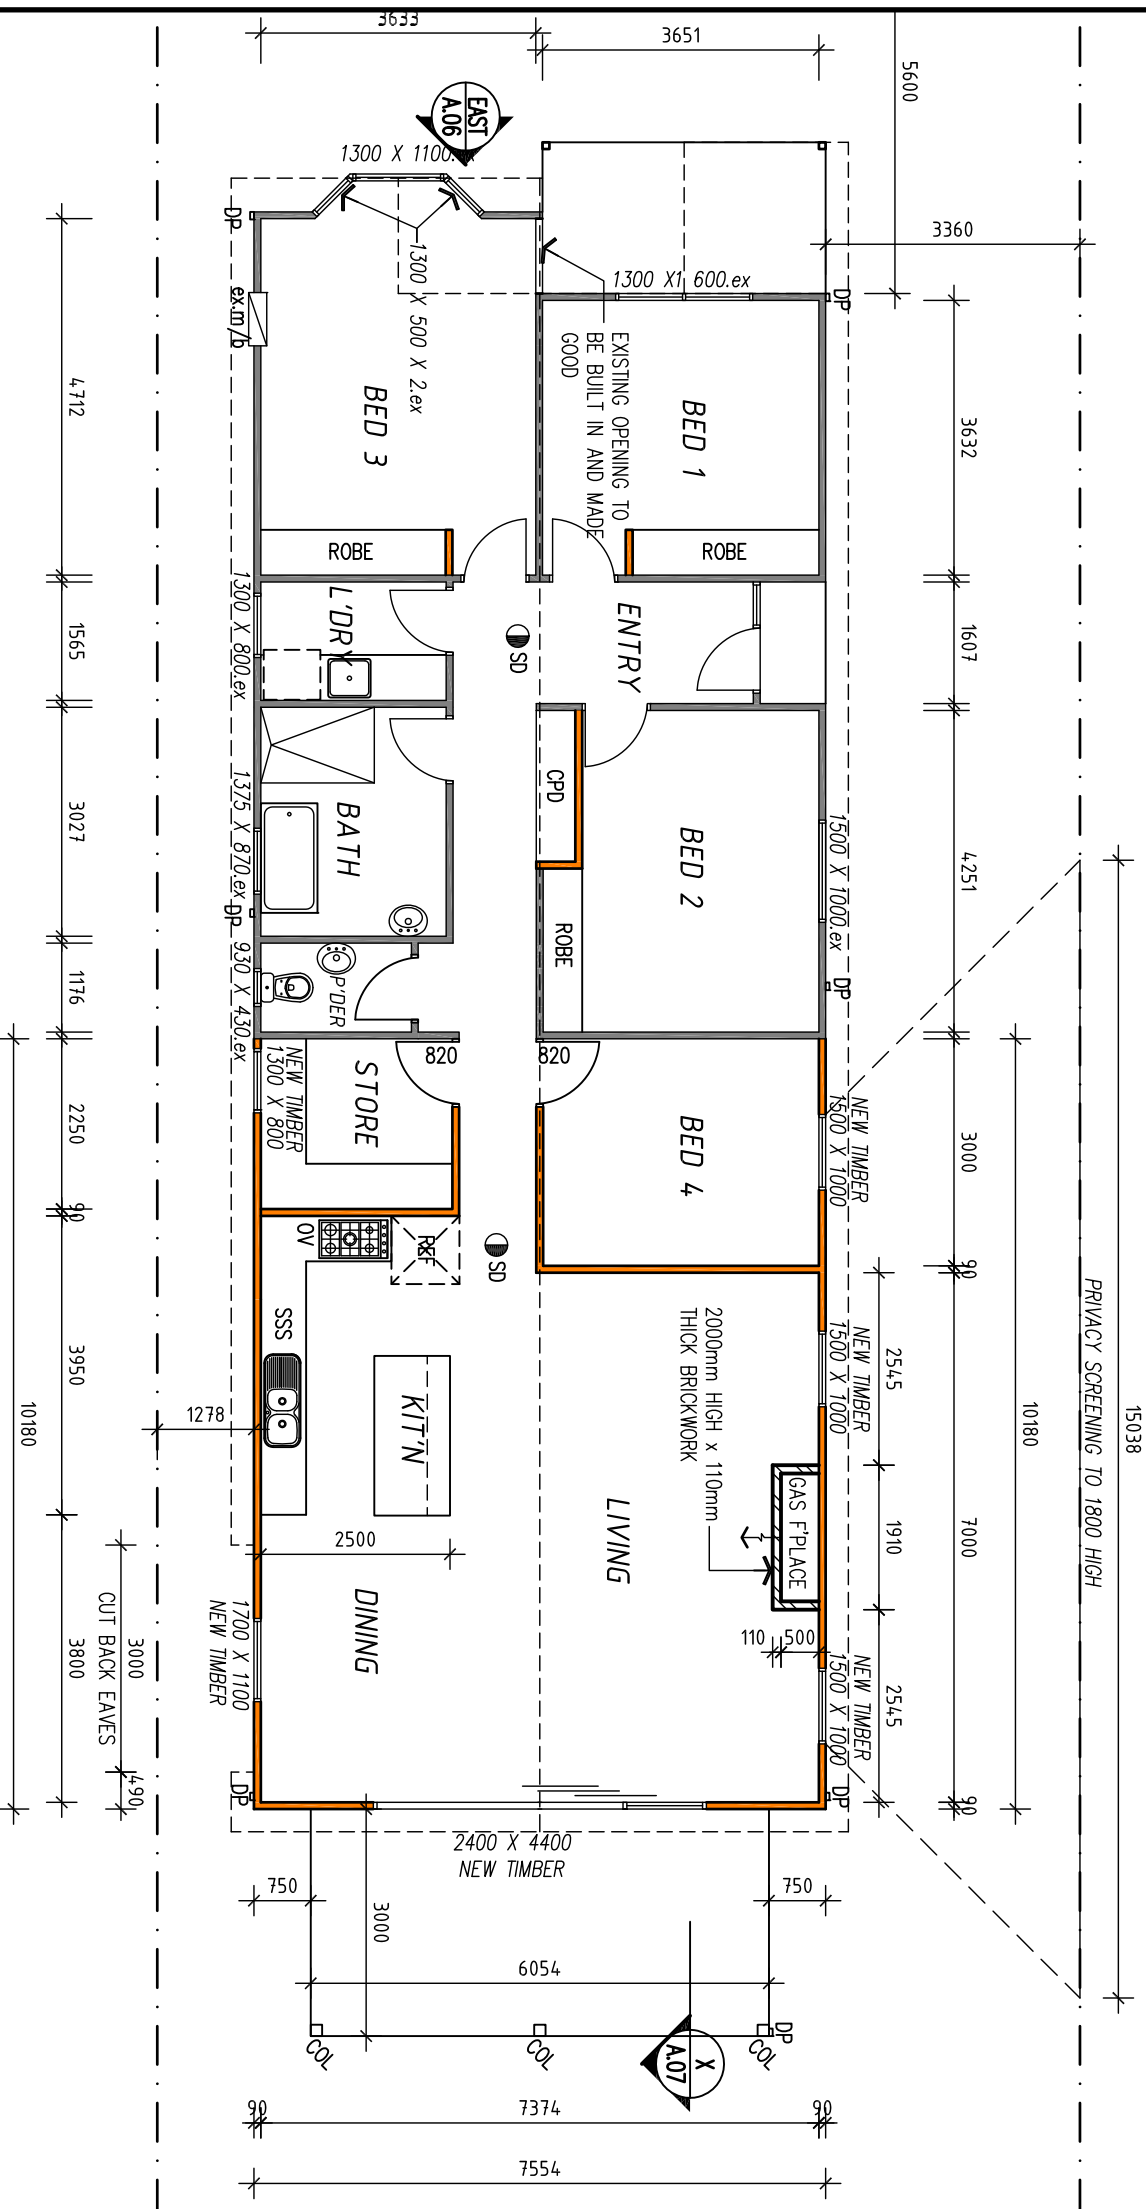 3633
3651
5600
EAST
A.06
1300 X 1100.ex
3360
DP
1300 X1 600.ex
DP
1300 X 500 X 2.ex
ex.m/b
EXISTING OPENING TO
BE BUILT IN AND MADE
GOOD
4712
BED 3
BED 1
3632
ROBE
ROBE
1300 X 800.ex
L'DRY
SD
ENTRY
1565
1607
CPD
1375 X 870.ex
BATH
BED 2
1500 X 1000.ex
3027
4251
15038
DP
ROBE
930 X 430.ex
P'DER
DP
1176
820
820
NEW TIMBER
1300 X 800
STORE
BED 4
NEW TIMBER
1500 X 1000
2250
3000
90
OV
REF
SD
90
SSS
2000mm HIGH x 110mm
THICK BRICKWORK
NEW TIMBER
1500 X 1000
2545
PRIVACY SCREENING TO 1800 HIGH
3950
1278
KIT'N
10180
10180
2500
LIVING
GAS F'PLACE
1910
7000
CUT BACK EAVES
3000
3800
1700 X 1100
NEW TIMBER
DINING
110
500
NEW TIMBER
1500 X 1000
2545
490
DP
DP
90
2400 X 4400
NEW TIMBER
750
3000
750
6054
COL
COL
COL
DP
X
A.07
90
7374
90
7554